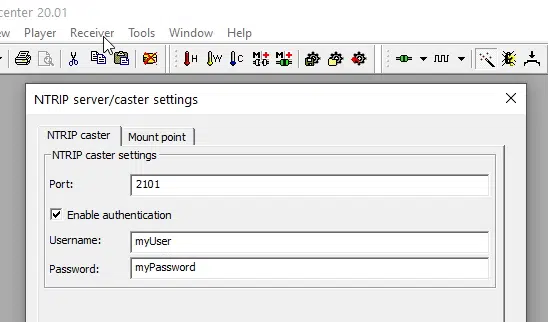 center 20.01
ew Player Receiver Tools Window Help
H W C M M
NTRIP server/caster settings
NTRIP caster Mount point
NTRIP caster settings
Port: 2101
Enable authentication
Username: myUser
Password: myPassword